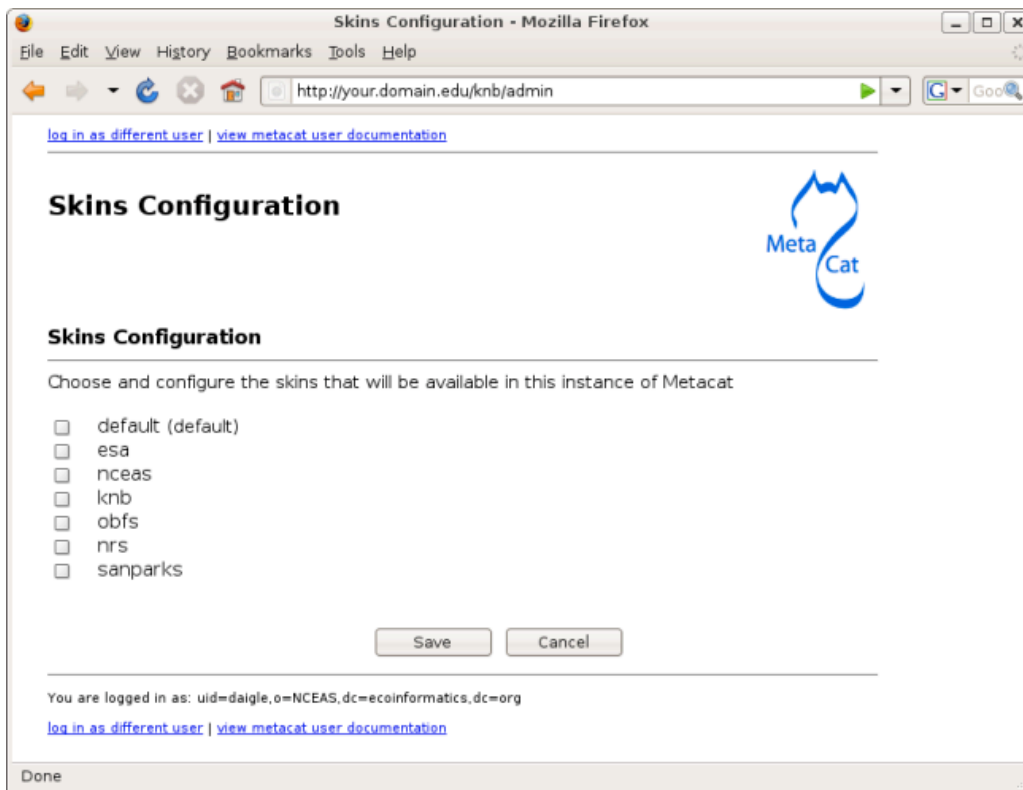 Skins Configuration - Mozilla Firefox
File Edit View History Bookmarks Tools Help
http://your.domain.edu/knb/admin G Goo
log in as different user | view metacat user documentation
Skins Configuration
Meta
Cat
Skins Configuration
Choose and configure the skins that will be available in this instance of Metacat
default (default)
esa
nceas
knb
obfs
nrs
sanparks
Save Cancel
You are logged in as: uid=daigle,o=NCEAS,dc=ecoinformatics,dc=org
log in as different user | view metacat user documentation
Done